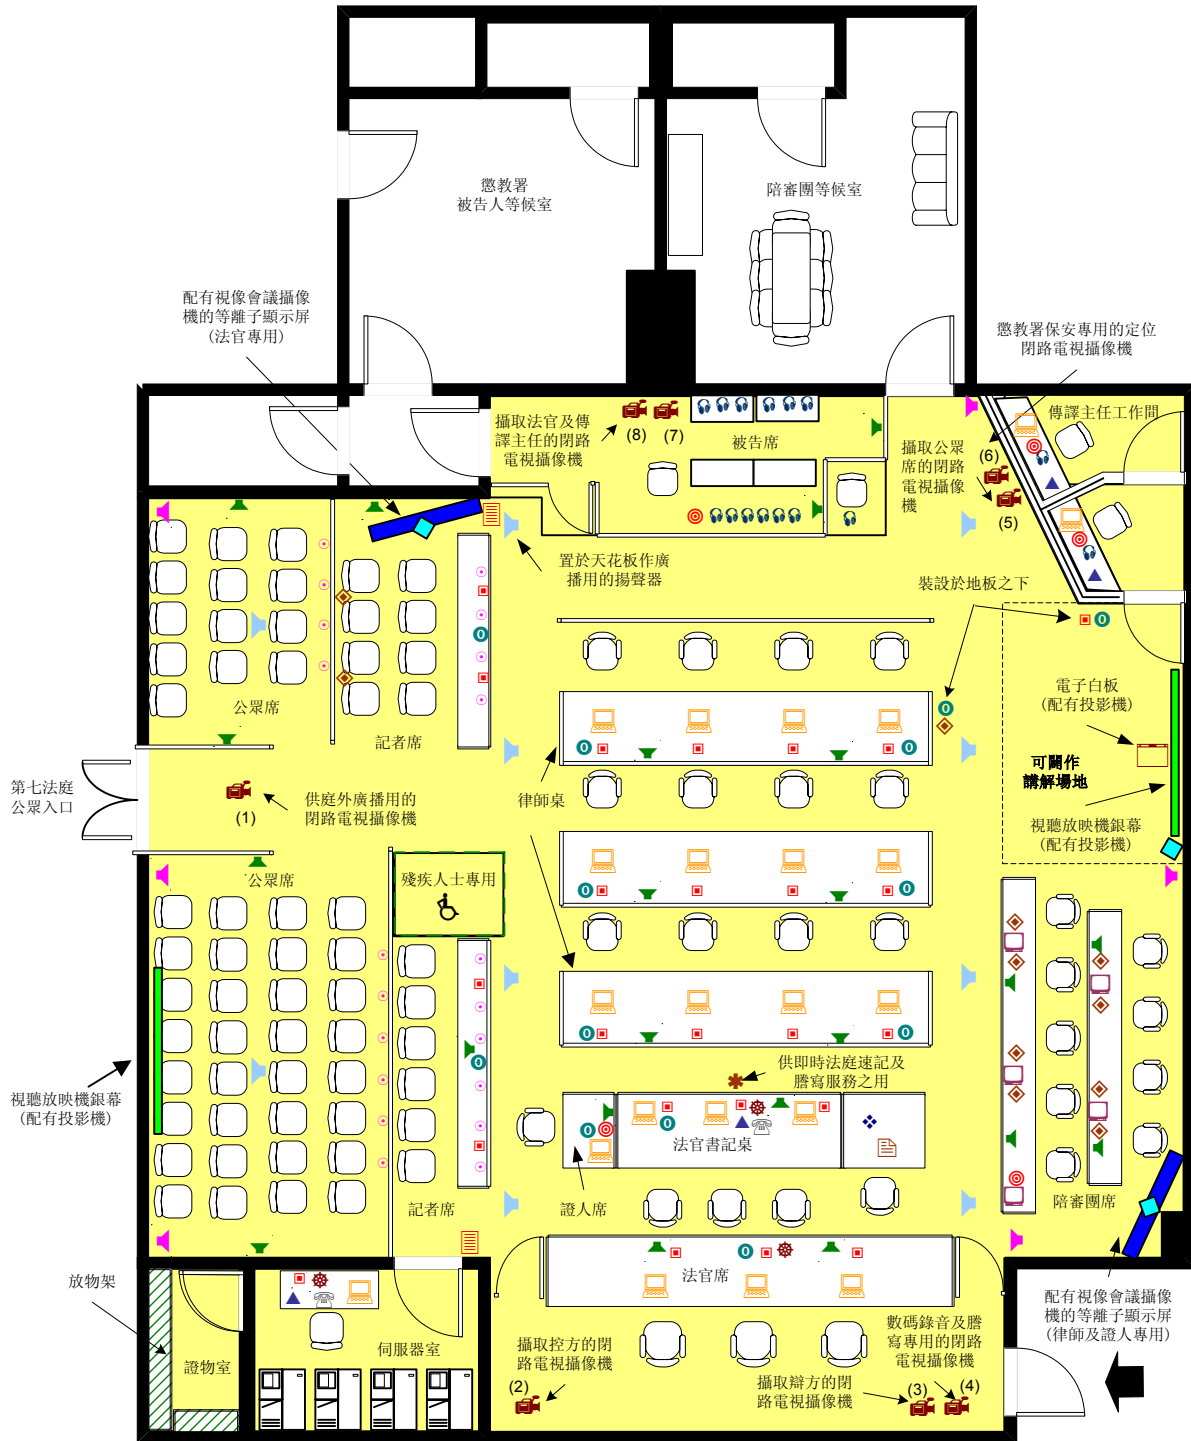 懲教署
被告人等候室
陪審團等候室
配有視像會議攝像
機的等離子顯示屏
(法官專用)
懲教署保安專用的定位
閉路電視攝像機
攝取法官及傳
譯主任的閉路
電視攝像機
(8)
(7)
被告席
攝取公眾
席的閉路
電視攝像
機
(6)
(5)
傳譯主任工作間
置於天花板作廣
播用的揚聲器
裝設於地板之下
公眾席
記者席
電子白板
(配有投影機)
可闢作
講解場地
第七法庭
公眾入口
(1)
供庭外廣播用的
閉路電視攝像機
律師桌
視聽放映機銀幕
(配有投影機)
公眾席
殘疾人士專用
視聽放映機銀幕
(配有投影機)
供即時法庭速記及
謄寫服務之用
法官書記桌
記者席
證人席
陪審團席
法官席
放物架
證物室
伺服器室
攝取控方的閉
路電視攝像機
(2)
攝取辯方的閉
路電視攝像機
(3)
數碼錄音及謄
寫專用的閉路
電視攝像機
(4)
配有視像會議攝像
機的等離子顯示屏
(律師及證人專用)